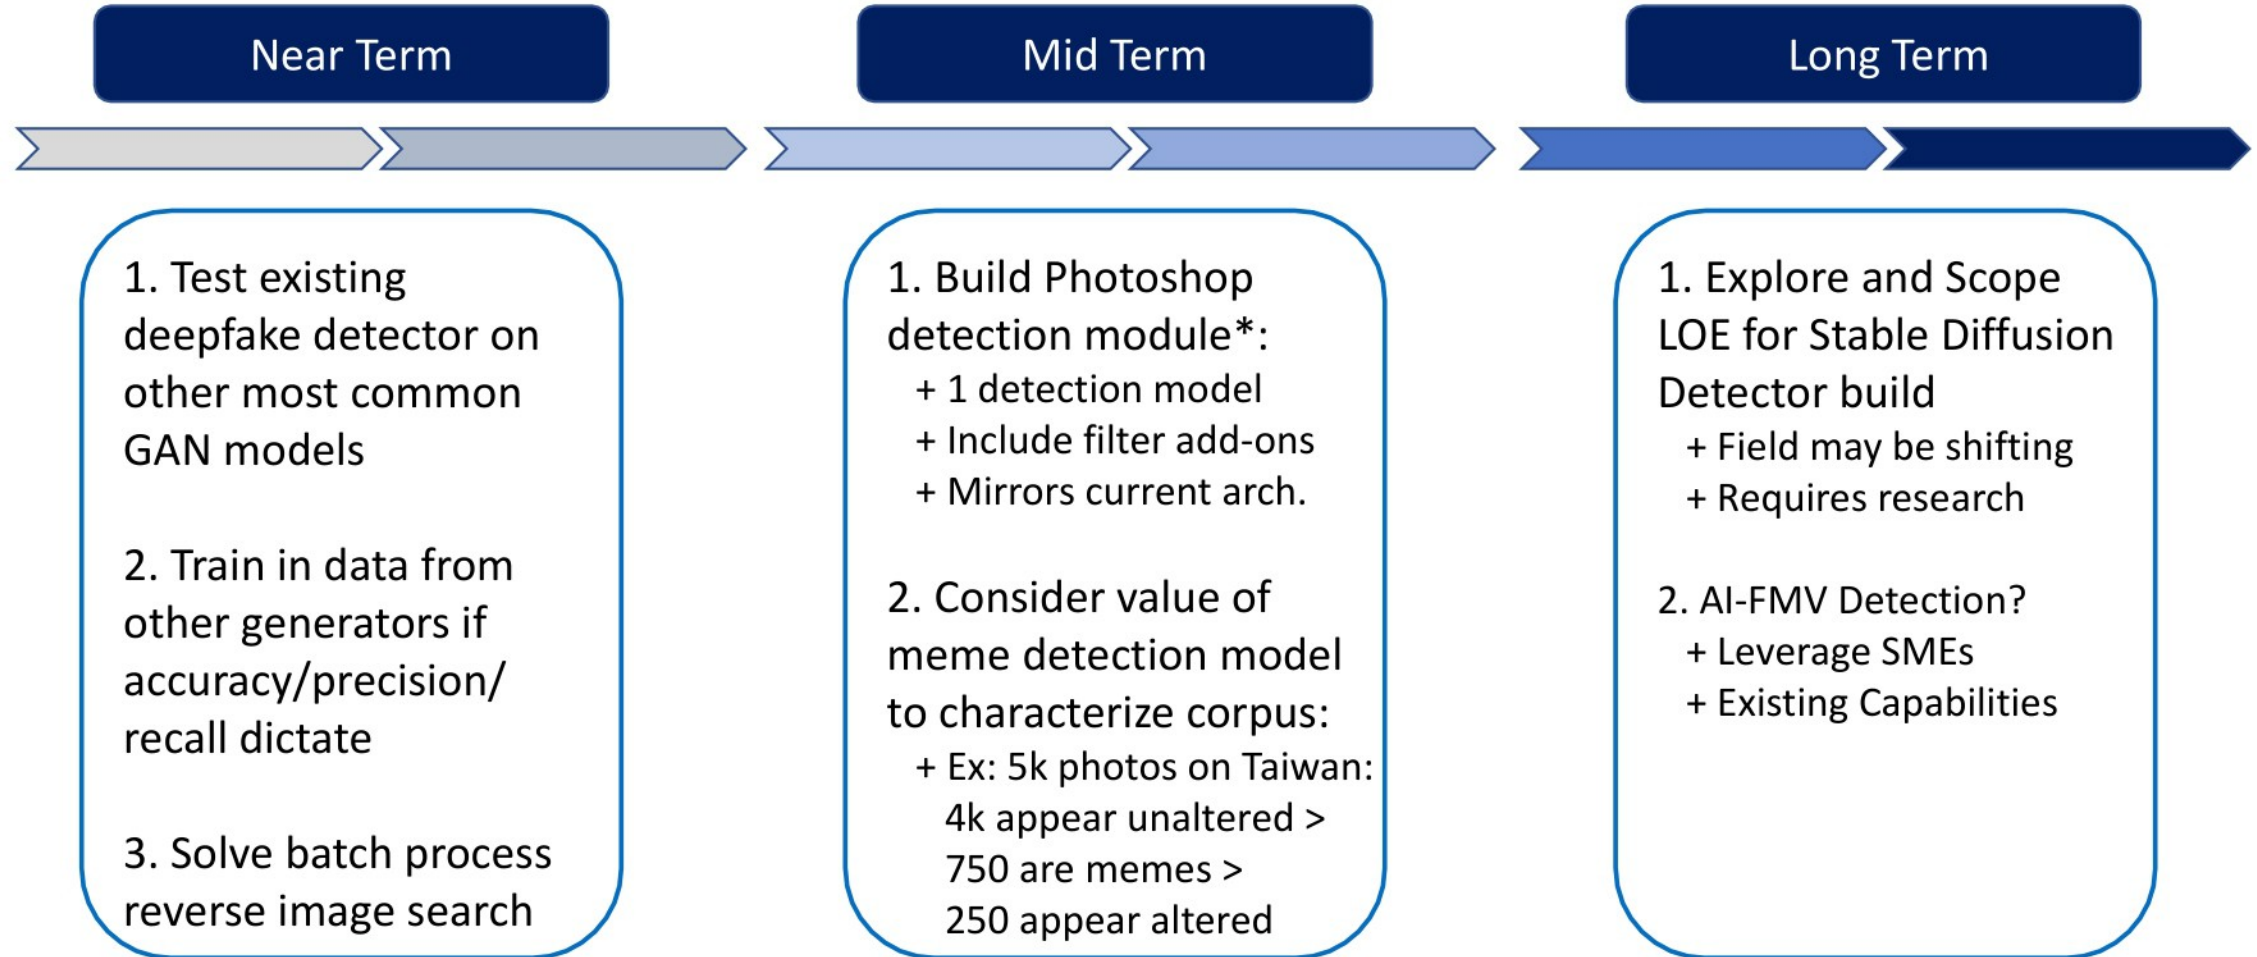 Near Term
Mid Term
Long Term
1. Test existing
deepfake detector on
other most common
GAN models
2. Train in data from
other generators if
accuracy/precision/
recall dictate
3. Solve batch process
reverse image search
1. Build Photoshop
detection module*:
+ 1 detection model
+ Include filter add-ons
+ Mirrors current arch.
2. Consider value of
meme detection model
to characterize corpus:
+ Ex: 5k photos on Taiwan:
4k appear unaltered >
750 are memes >
250 appear altered
1. Explore and Scope
LOE for Stable Diffusion
Detector build
+ Field may be shifting
+ Requires research
2. AI-FMV Detection?
+ Leverage SMEs
+ Existing Capabilities